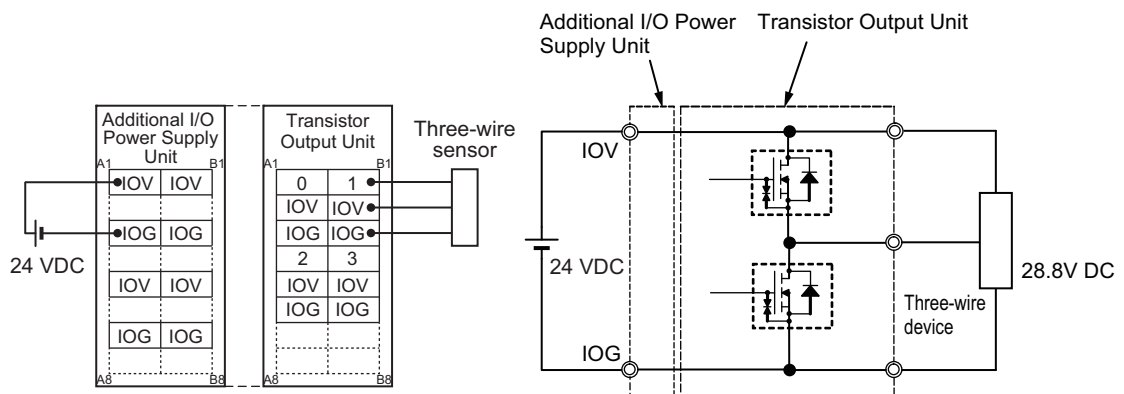 Additional I/O Power
Supply Unit
Transistor Output Unit
Additional I/O
Power Supply
Unit
A1
B1
IOV IOV
IOG IOG
IOV IOV
IOG IOG
A8
B8
24 VDC
Transistor
Output Unit
A1
B1
0 1
IOV IOV
IOG IOG
2 3
IOV IOV
IOG IOG
A8
B8
Three-wire
sensor
IOV
24 VDC
IOG
Three-wire
device
28.8V DC